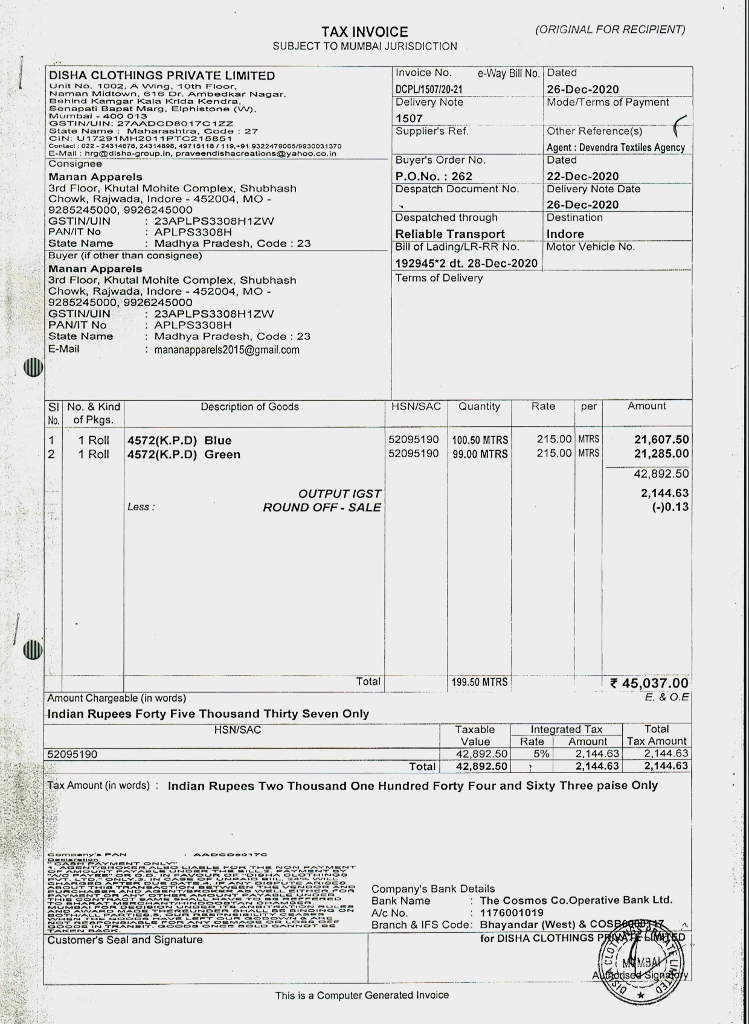 TAX INVOICE
(ORIGINAL FOR RECIPIENT)
SUBJECT TO MUMBAI JURISDICTION
DISHA CLOTHINGS PRIVATE LIMITED
Unit No. 1002, A Wing, 10th Floor,
Naman Midtown, 616 Dr. Ambedkar Nagar.
Behind Kamgar Kala Krida Kendra,
Senapati Bapat Marg, Elphistone (W),
Mumbai - 400 013
GSTIN/UIN: 27AADCD8017C1ZZ
State Name : Maharashtra, Code : 27
CIN: U17291MH2011PTC215851
E-Mail : hrg@disha-group.in, praveendishacreations@yahoo.co.in
Invoice No. e-Way Bill No.
DCPL/1507/20-21
Dated
26-Dec-2020
Delivery Note
1507
Mode/Terms of Payment
Supplier's Ref.
Other Reference(s)
Agent : Devendra Textiles Agency
Buyer's Order No.
P.O.No. : 262
Dated
22-Dec-2020
Despatch Document No.
Delivery Note Date
26-Dec-2020
Despatched through
Reliable Transport
Destination
Indore
Bill of Lading/LR-RR No.
192945*2 dt. 28-Dec-2020
Motor Vehicle No.
Terms of Delivery
Consignee
Manan Apparels
3rd Floor, Khutal Mohite Complex, Shubhash
Chowk, Rajwada, Indore - 452004, MO -
9285245000, 9926245000
GSTIN/UIN : 23APLPS3308H1ZW
PAN/IT No : APLPS3308H
State Name : Madhya Pradesh, Code : 23
Buyer (if other than consignee)
Manan Apparels
3rd Floor, Khutal Mohite Complex, Shubhash
Chowk, Rajwada, Indore - 452004, MO -
9285245000, 9926245000
GSTIN/UIN : 23APLPS3308H1ZW
PAN/IT No : APLPS3308H
State Name : Madhya Pradesh, Code : 23
E-Mail : mananapparels2015@gmail.com
Sl No. No. & Kind of Pkgs. Description of Goods HSN/SAC Quantity Rate per Amount
1 1 Roll 4572(K.P.D) Blue 52095190 100.50 MTRS 215.00 MTRS 21,607.50
2 1 Roll 4572(K.P.D) Green 52095190 99.00 MTRS 215.00 MTRS 21,285.00
42,892.50
OUTPUT IGST 2,144.63
Less : ROUND OFF - SALE (-)0.13
Total 199.50 MTRS ₹ 45,037.00
Amount Chargeable (in words) E. & O.E
Indian Rupees Forty Five Thousand Thirty Seven Only
HSN/SAC Taxable Value Integrated Tax Rate Amount Total Tax Amount
52095190 42,892.50 5% 2,144.63 2,144.63
Total 42,892.50 2,144.63 2,144.63
Tax Amount (in words) : Indian Rupees Two Thousand One Hundred Forty Four and Sixty Three paise Only
Company's PAN : AADCD8017C
Declaration
"CASH PAYMENT ONLY"
Company's Bank Details
Bank Name : The Cosmos Co.Operative Bank Ltd.
A/c No. : 1176001019
Branch & IFS Code: Bhayandar (West) &
Customer's Seal and Signature
for DISHA CLOTHINGS PRIVATE LIMITED
MUMBAI
Authorised Signatory
This is a Computer Generated Invoice